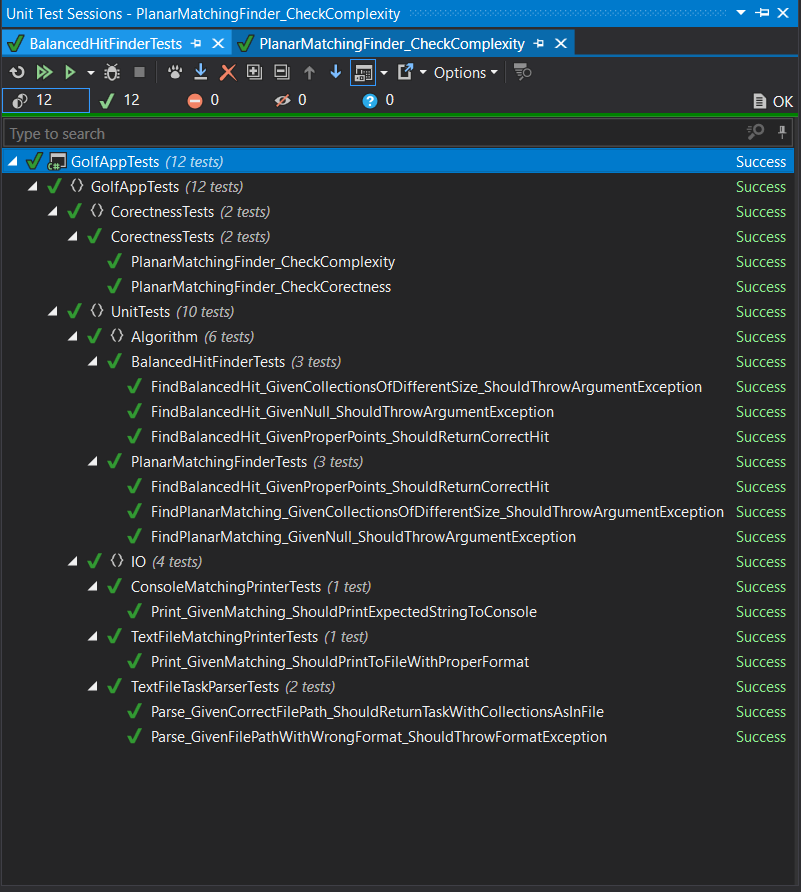 Unit Test Sessions - PlanarMatchingFinder_CheckComplexity
BalancedHitFinderTests PlanarMatchingFinder_CheckComplexity
Options
12 12 0 0 0 OK
Type to search
C# GolfAppTests (12 tests) Success
GolfAppTests (12 tests) Success
CorectnessTests (2 tests) Success
CorectnessTests (2 tests) Success
PlanarMatchingFinder_CheckComplexity Success
PlanarMatchingFinder_CheckCorectness Success
UnitTests (10 tests) Success
Algorithm (6 tests) Success
BalancedHitFinderTests (3 tests) Success
FindBalancedHit_GivenCollectionsOfDifferentSize_ShouldThrowArgumentException Success
FindBalancedHit_GivenNull_ShouldThrowArgumentException Success
FindBalancedHit_GivenProperPoints_ShouldReturnCorrectHit Success
PlanarMatchingFinderTests (3 tests) Success
FindBalancedHit_GivenProperPoints_ShouldReturnCorrectHit Success
FindPlanarMatching_GivenCollectionsOfDifferentSize_ShouldThrowArgumentException Success
FindPlanarMatching_GivenNull_ShouldThrowArgumentException Success
IO (4 tests) Success
ConsoleMatchingPrinterTests (1 test) Success
Print_GivenMatching_ShouldPrintExpectedStringToConsole Success
TextFileMatchingPrinterTests (1 test) Success
Print_GivenMatching_ShouldPrintToFileWithProperFormat Success
TextFileTaskParserTests (2 tests) Success
Parse_GivenCorrectFilePath_ShouldReturnTaskWithCollectionsAsInFile Success
Parse_GivenFilePathWithWrongFormat_ShouldThrowFormatException Success